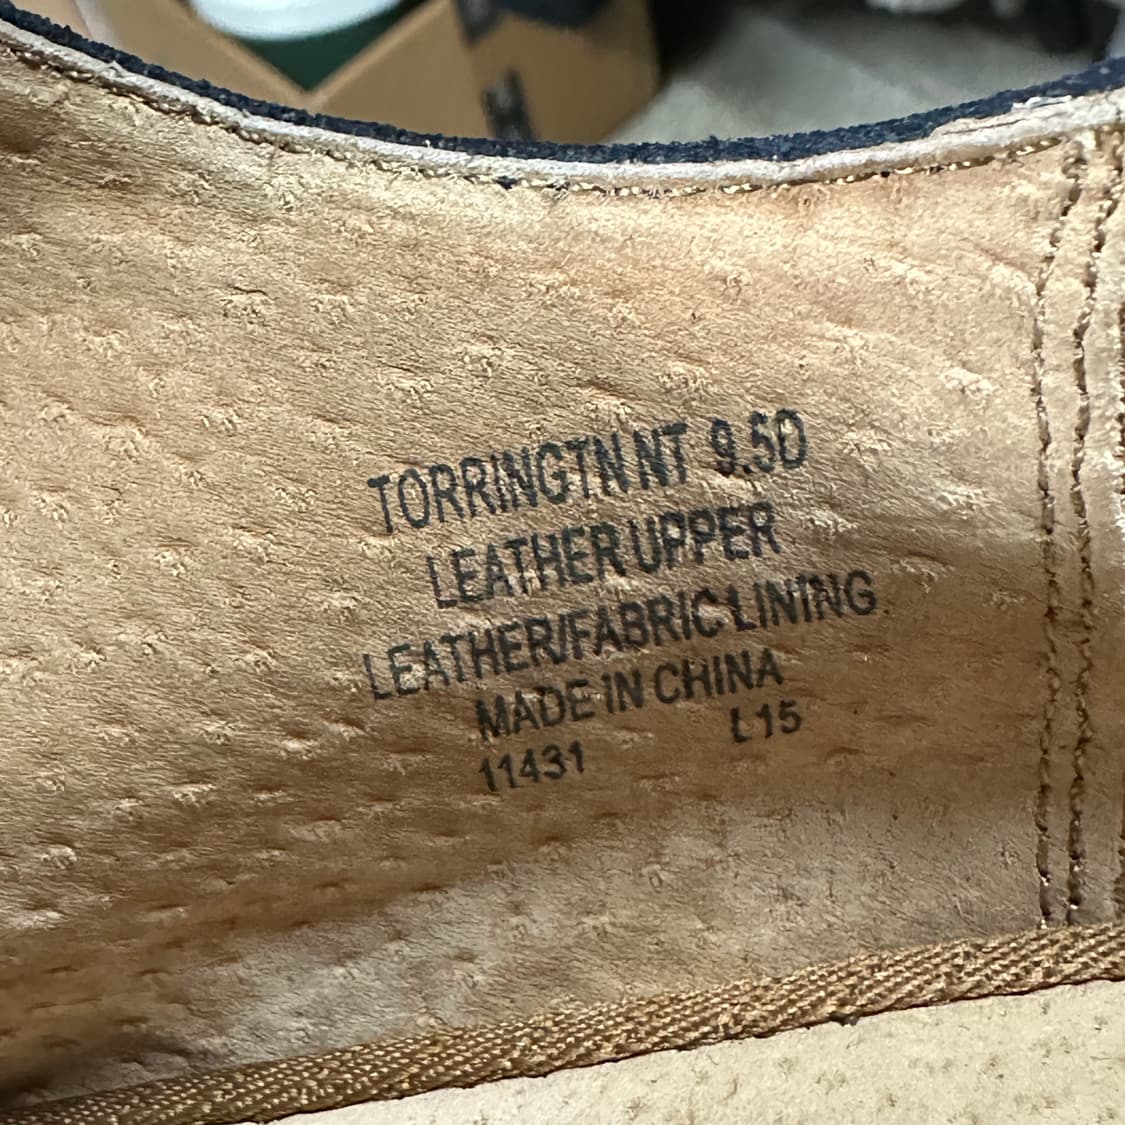 TORRINGTN NT 9.5D
LEATHER UPPER
LEATHER/FABRIC LINING
MADE IN CHINA
11431 L15